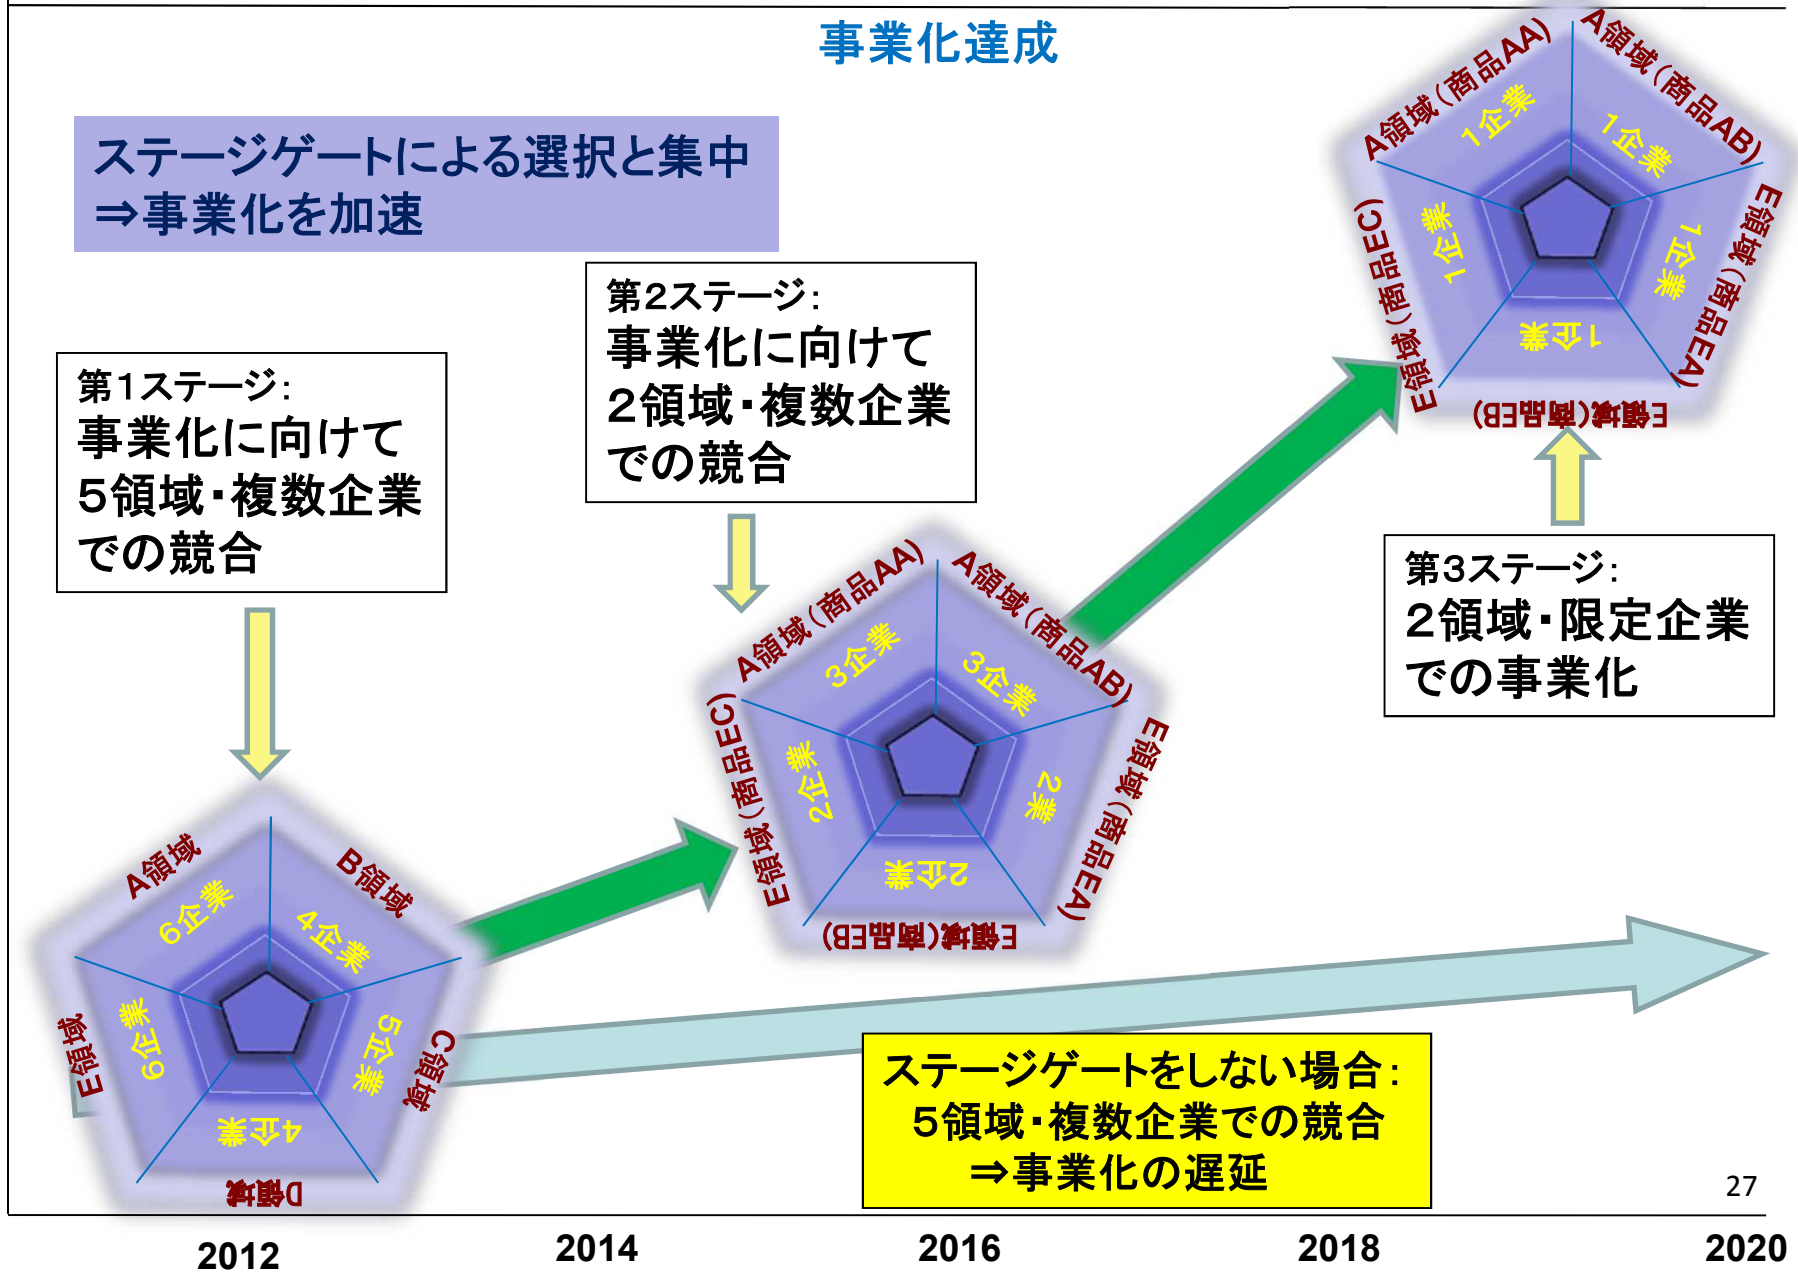 事業化達成
ステージゲートによる選択と集中
⇒事業化を加速
第1ステージ:
事業化に向けて
5領域・複数企業
での競合
第2ステージ:
事業化に向けて
2領域・複数企業
での競合
第3ステージ:
2領域・限定企業
での事業化
A領域(商品AA)
1企業
A領域(商品AB)
1企業
E領域(商品EA)
1企業
E領域(商品EB)
1企業
E領域(商品EC)
1企業
A領域(商品AA)
3企業
A領域(商品AB)
3企業
E領域(商品EA)
2業
E領域(商品EB)
2企業
E領域(商品EC)
2企業
A領域
6企業
B領域
4企業
C領域
5企業
D領域
4企業
E領域
6企業
ステージゲートをしない場合:
5領域・複数企業での競合
⇒事業化の遅延
27
2012
2014
2016
2018
2020